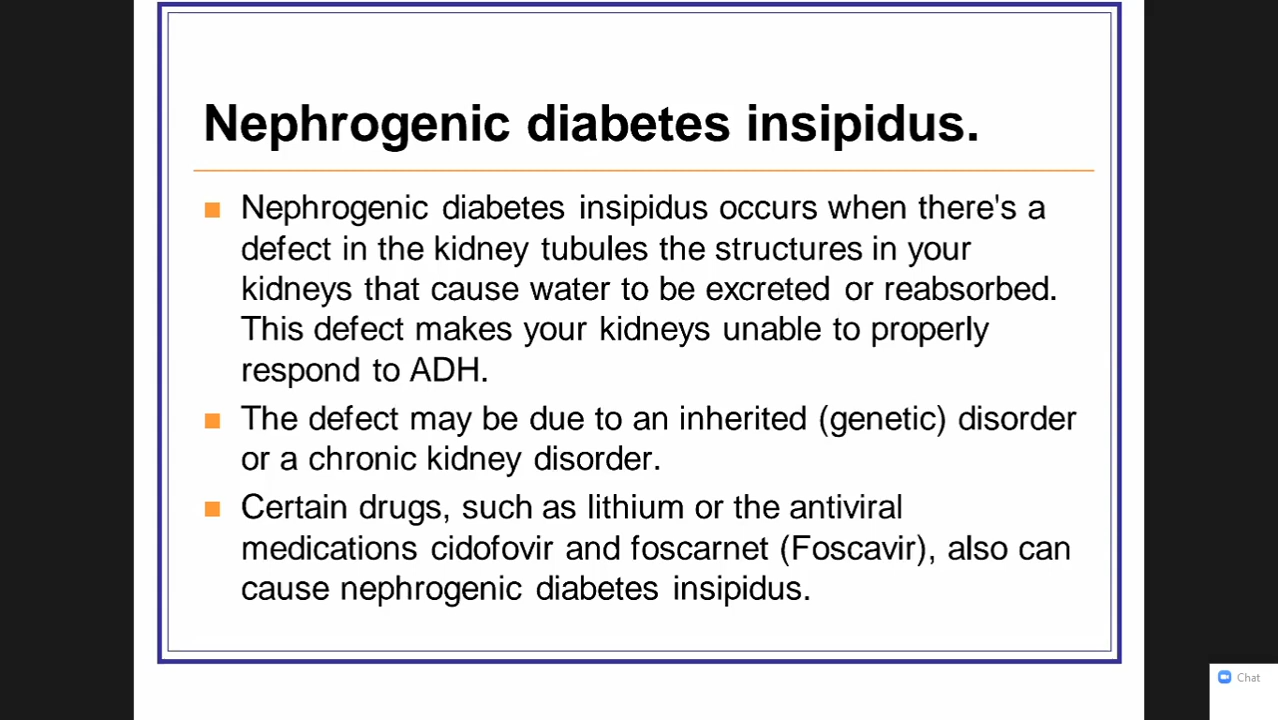 Nephrogenic diabetes insipidus.
Nephrogenic diabetes insipidus occurs when there's a
defect in the kidney tubules the structures in your
kidneys that cause water to be excreted or reabsorbed.
This defect makes your kidneys unable to properly
respond to ADH.
The defect may be due to an inherited (genetic) disorder
or a chronic kidney disorder.
Certain drugs, such as lithium or the antiviral
medications cidofovir and foscarnet (Foscavir), also can
cause nephrogenic diabetes insipidus.
Chat